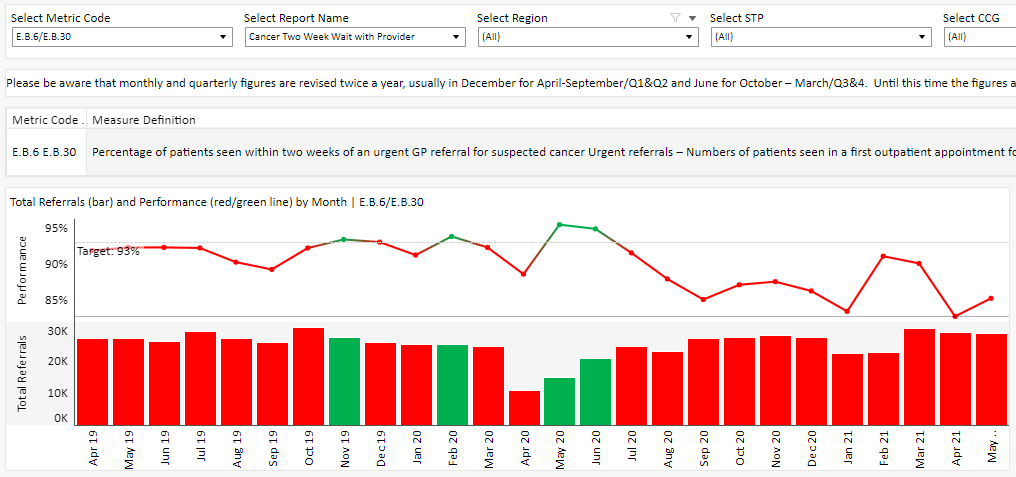 Select Metric Code Select Report Name Select Region Select STP Select CCG
E.B.6/E.B.30 Cancer Two Week Wait with Provider (All) (All) (All)
Please be aware that monthly and quarterly figures are revised twice a year, usually in December for April-September/Q1&Q2 and June for October – March/Q3&4. Until this time the figures a
Metric Code .. Measure Definition
E.B.6 E.B.30 Percentage of patients seen within two weeks of an urgent GP referral for suspected cancer Urgent referrals – Numbers of patients seen in a first outpatient appointment fo
Total Referrals (bar) and Performance (red/green line) by Month | E.B.6/E.B.30
Performance
95%
Target: 93%
90%
85%
Total Referrals
30K
20K
10K
0K
Apr 19 May 19 Jun 19 Jul 19 Aug 19 Sep 19 Oct 19 Nov 19 Dec 19 Jan 20 Feb 20 Mar 20 Apr 20 May 20 Jun 20 Jul 20 Aug 20 Sep 20 Oct 20 Nov 20 Dec 20 Jan 21 Feb 21 Mar 21 Apr 21 May ..